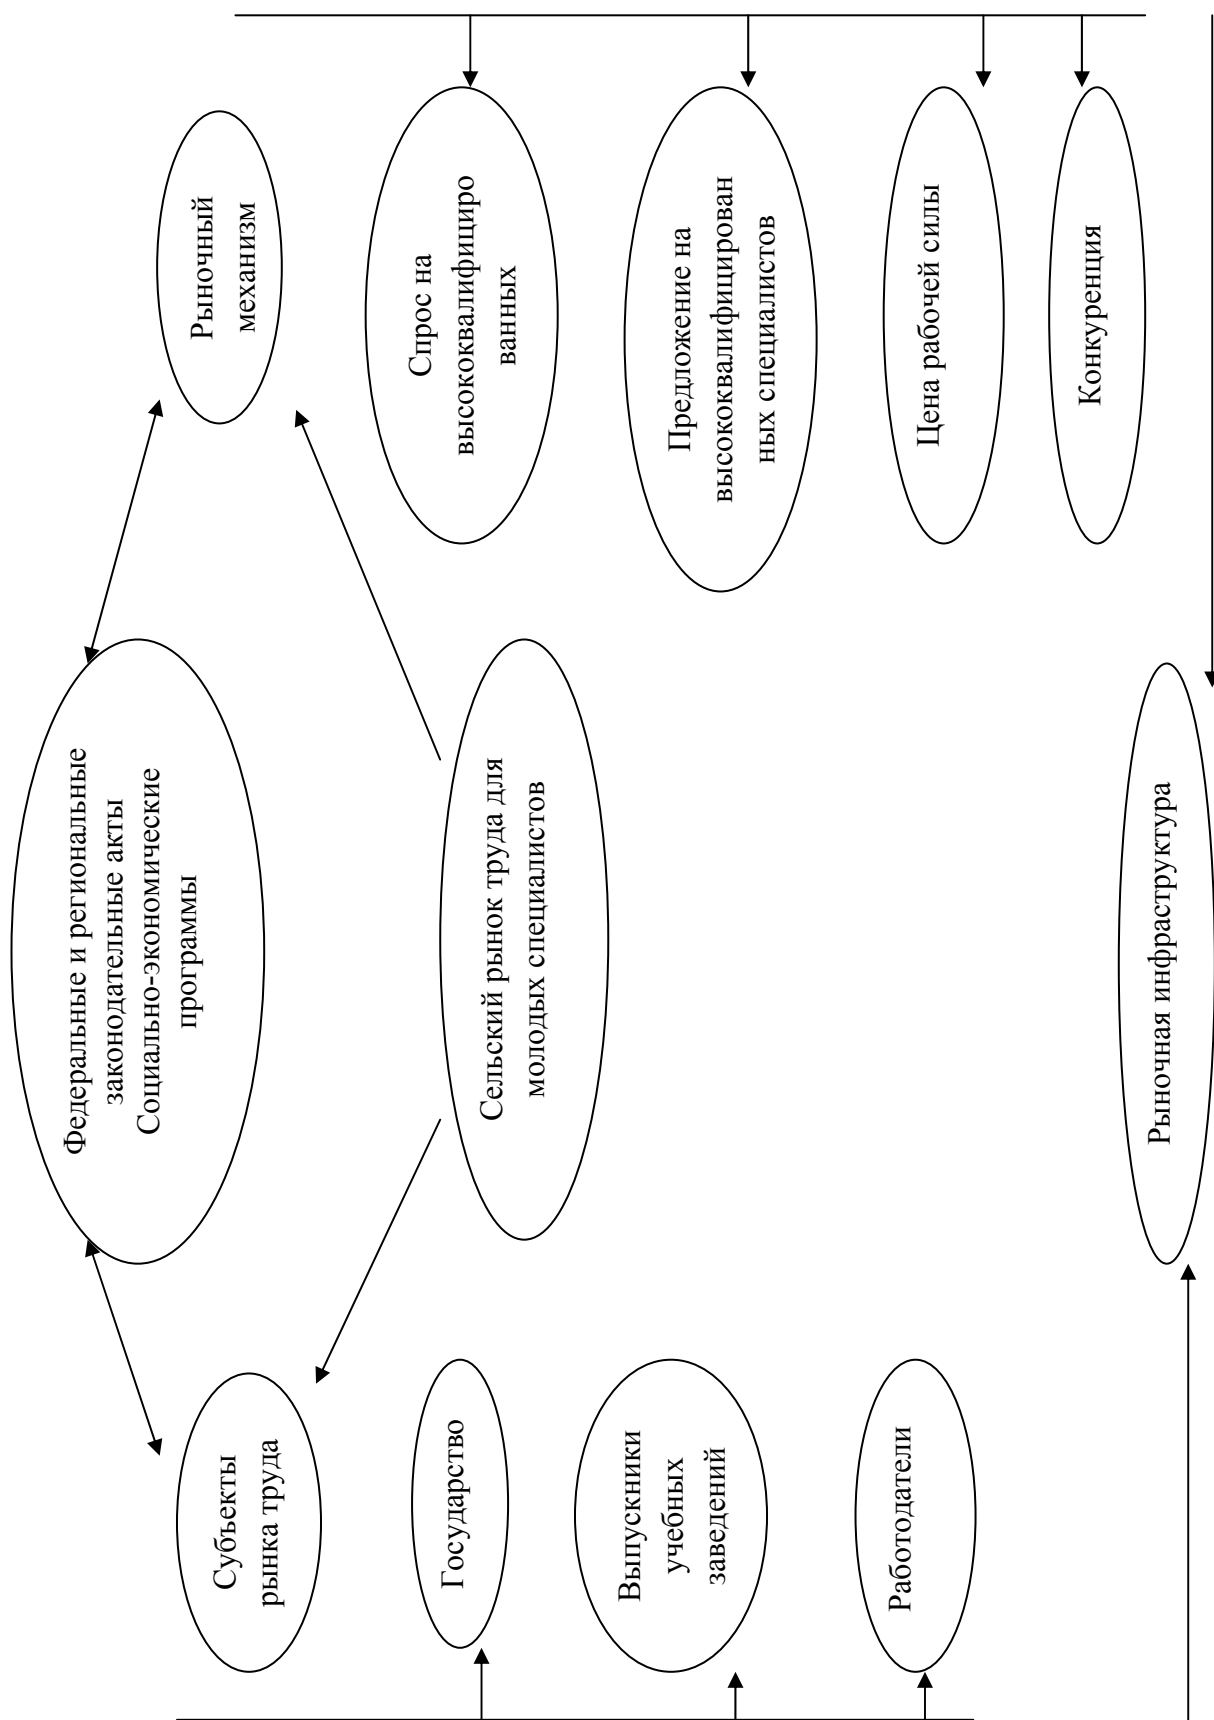 Федеральные и региональные
законодательные акты
Социально-экономические
программы
Субъекты
рынка труда
Рыночный
механизм
Сельский рынок труда для
молодых специалистов
Государство
Выпускники
учебных
заведений
Работодатели
Спрос на
высококвалифициро
ванных
Предложение на
высококвалифицирован
ных специалистов
Цена рабочей силы
Конкуренция
Рыночная инфраструктура